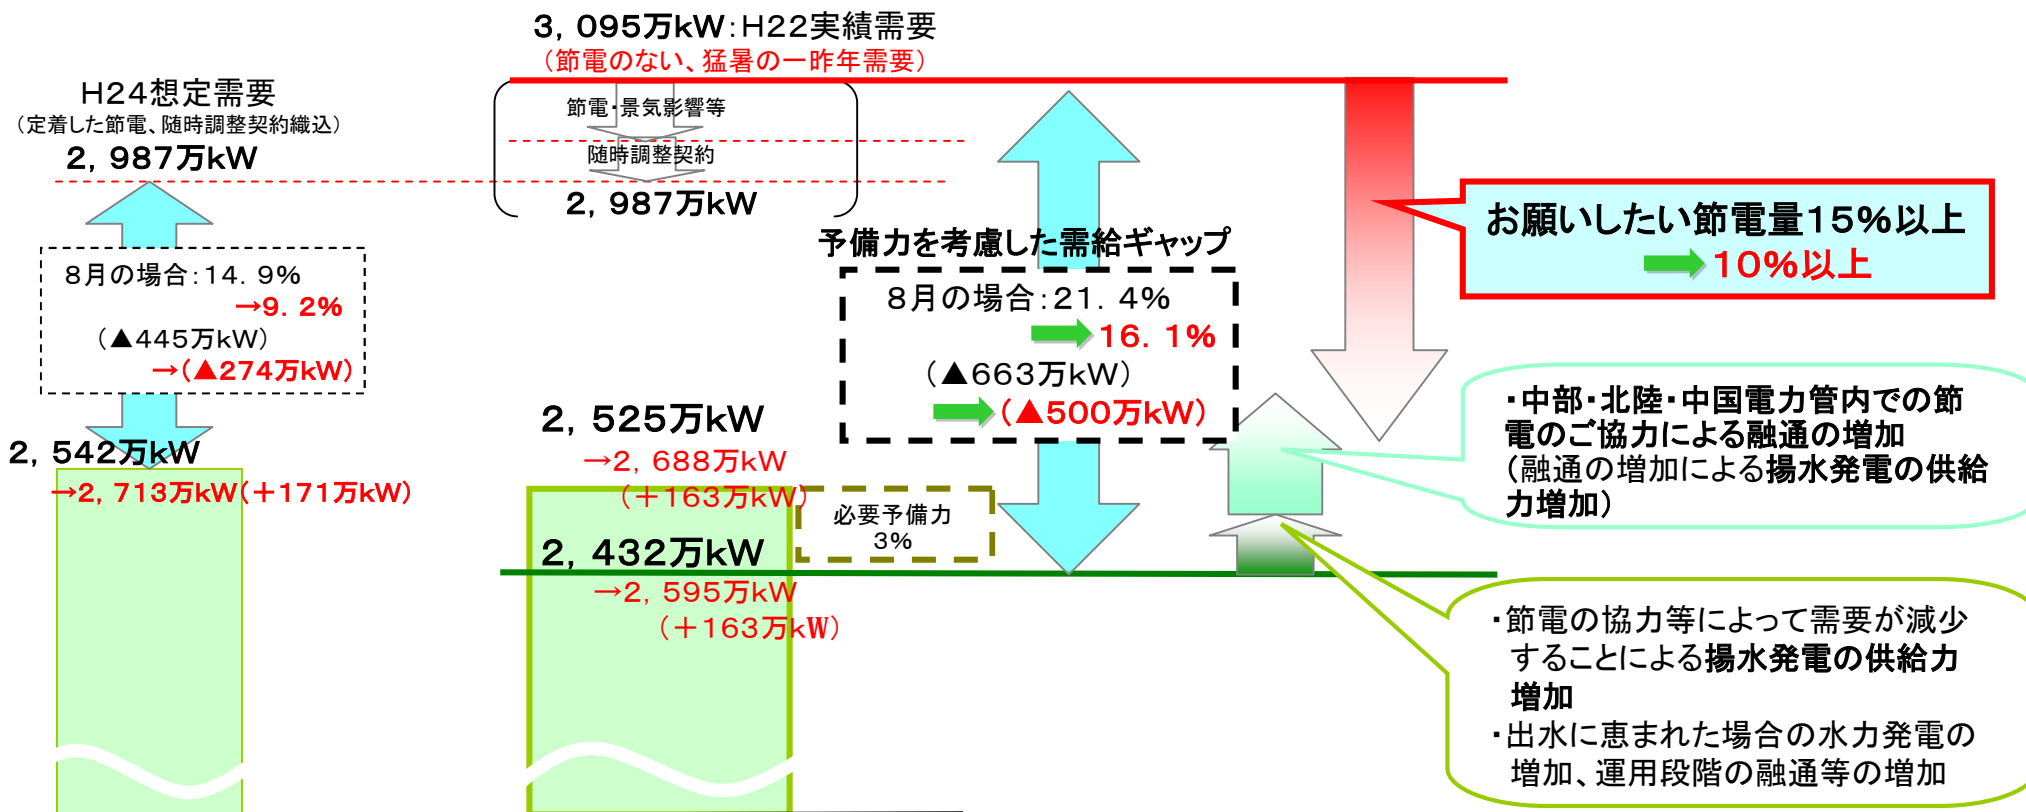 3，095万kW：H22実績需要
（節電のない、猛暑の一昨年需要）
H24想定需要
（定着した節電、随時調整契約織込）
2，987万kW
節電・景気影響等
随時調整契約
2，987万kW
8月の場合：14．9％
→9．2％
（▲445万kW）
→（▲274万kW）
予備力を考慮した需給ギャップ
8月の場合：21．4％
16．1％
（▲663万kW）
（▲500万kW）
お願いしたい節電量15％以上
10％以上
2，542万kW
→2，713万kW（＋171万kW）
2，525万kW
→2，688万kW
（＋163万kW）
必要予備力
3％
2，432万kW
→2，595万kW
（＋163万kW）
・中部・北陸・中国電力管内での節
電のご協力による融通の増加
（融通の増加による揚水発電の供給
力増加）
・節電の協力等によって需要が減少
することによる揚水発電の供給力
増加
・出水に恵まれた場合の水力発電の
増加、運用段階の融通等の増加